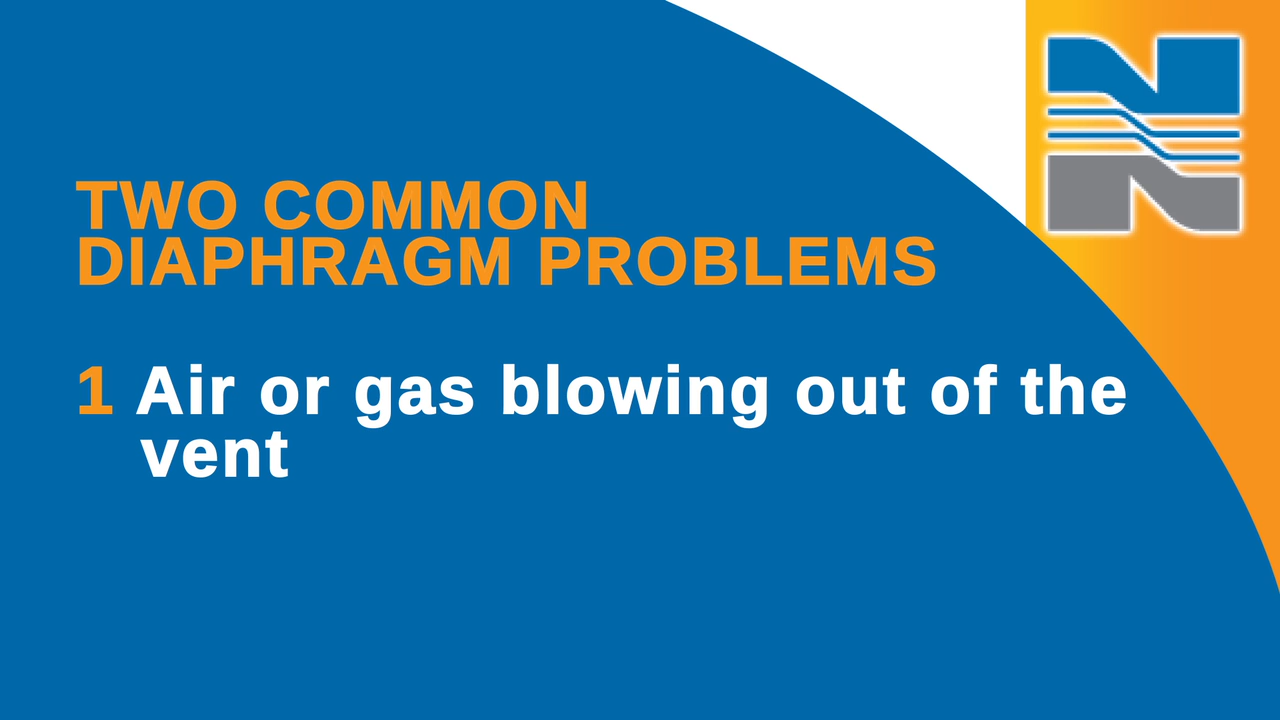 TWO COMMON
DIAPHRAGM PROBLEMS
1 Air or gas blowing out of the
vent